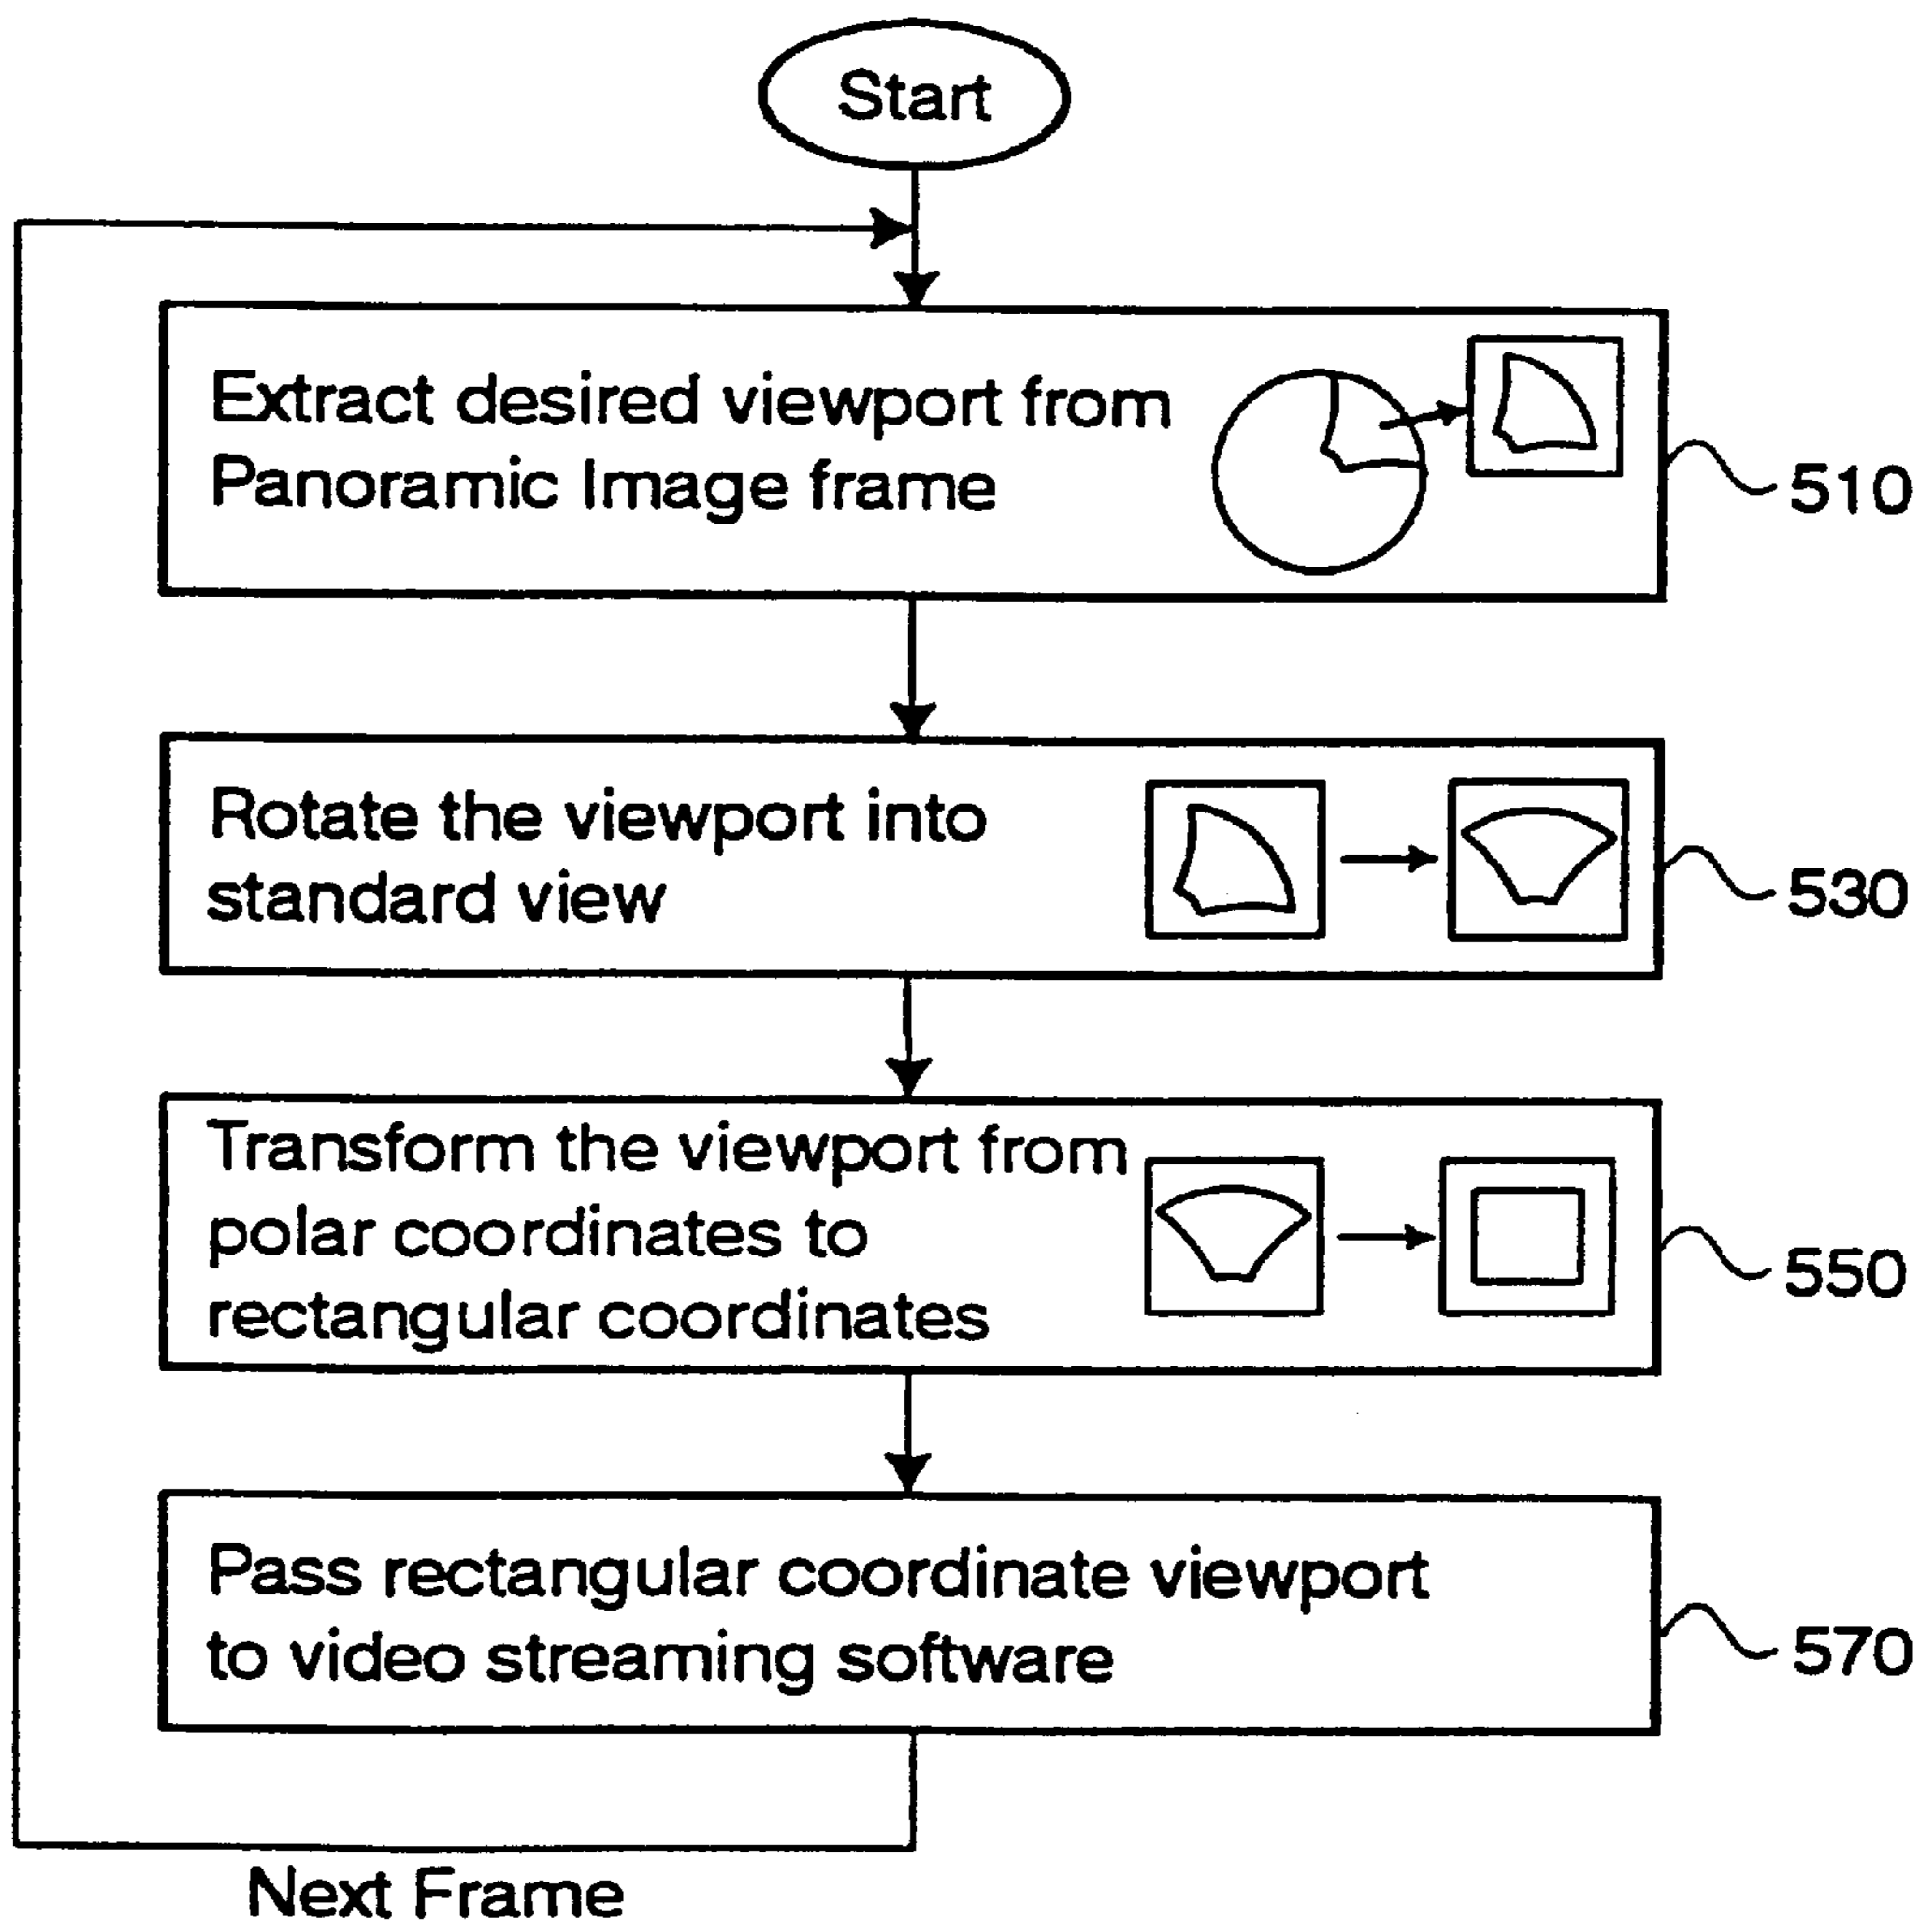 Start
Extract desired viewport from
Panoramic Image frame
510
Rotate the viewport into
standard view
530
Transform the viewport from
polar coordinates to
rectangular coordinates
550
Pass rectangular coordinate viewport
to video streaming software
570
Next Frame